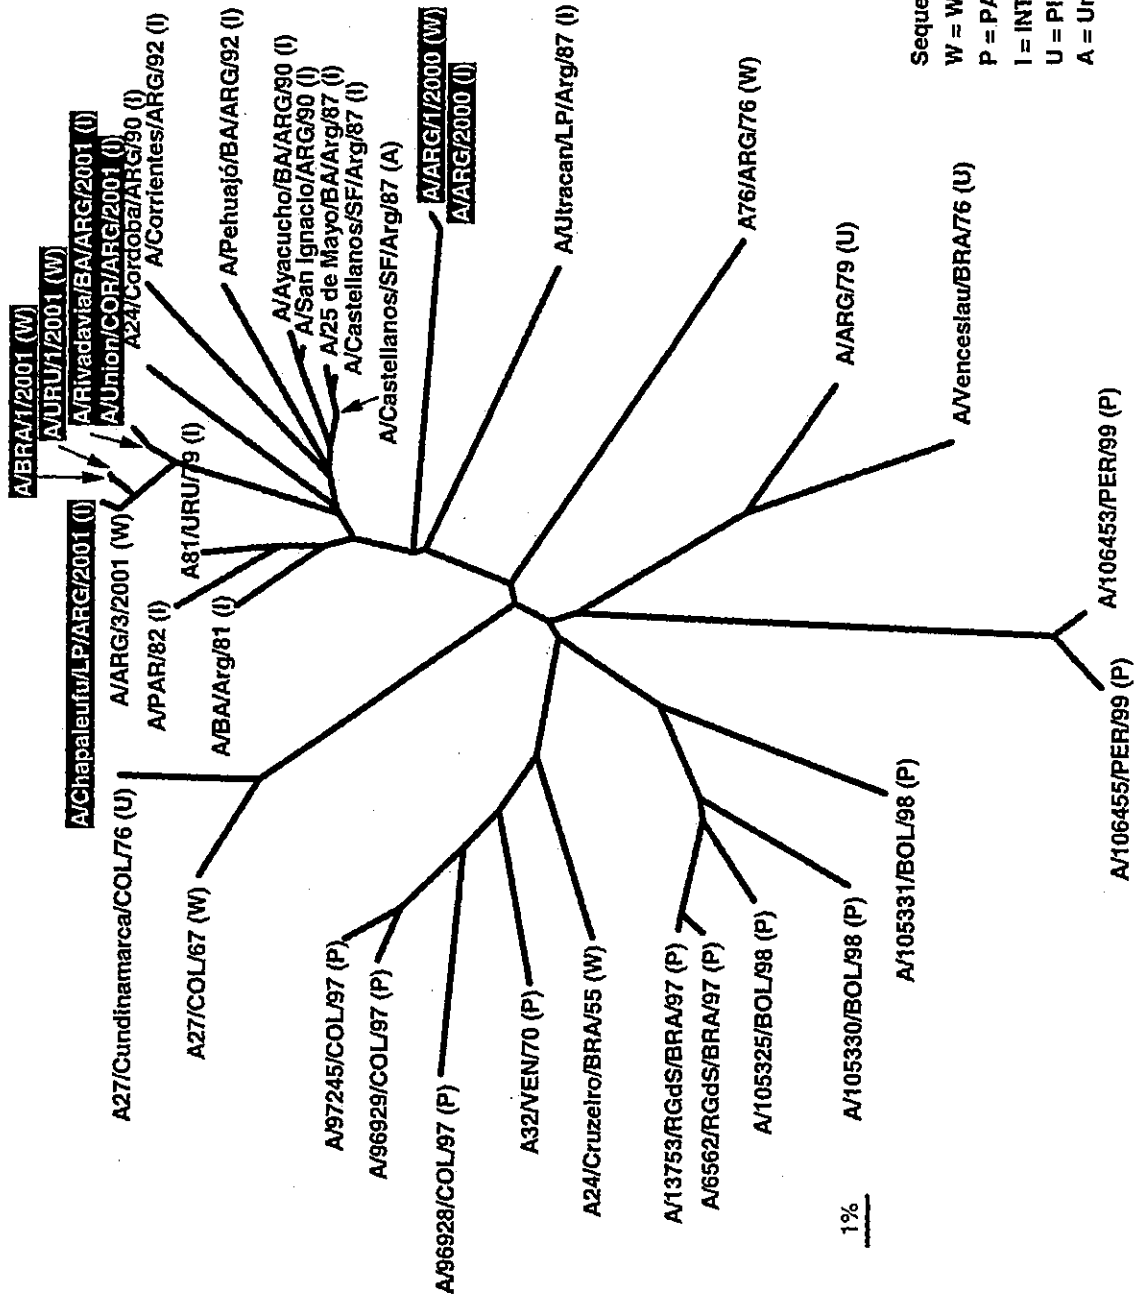 A/BRA/1/2001 (W)
A/URU/1/2001 (W)
A/Rivadavia/BA/ARG/2001 (I)
A/Union/COR/ARG/2001 (I)
A24/Cordoba/ARG/90 (I)
A/Corrientes/ARG/92 (I)
A/Pehuajó/BA/ARG/92 (I)
A/Ayacucho/BA/ARG/90 (I)
A/San Ignacio/ARG/90 (I)
A/25 de Mayo/BA/Arg/87 (I)
A/Castellanos/SF/Arg/87 (I)
A/Castellanos/SF/Arg/87 (A)
A/ARG/1/2000 (W)
A/ARG/2000 (I)
A/Utracan/LP/Arg/87 (I)
A76/ARG/76 (W)
A/ARG/79 (U)
A/Venceslau/BRA/76 (U)
A/106453/PER/99 (P)
A/106455/PER/99 (P)
A/Chapaleufu/LP/ARG/2001 (I)
A/ARG/3/2001 (W)
A81/URU/79 (I)
A/PAR/82 (I)
A/BA/Arg/81 (I)
A27/Cundinamarca/COL/76 (U)
A27/COL/67 (W)
A/97245/COL/97 (P)
A/96929/COL/97 (P)
A/96928/COL/97 (P)
A32/VEN/70 (P)
A24/Cruzeiro/BRA/55 (W)
A/13753/RGdS/BRA/97 (P)
A/6562/RGdS/BRA/97 (P)
A/105325/BOL/98 (P)
A/105330/BOL/98 (P)
A/105331/BOL/98 (P)
1%
Seque
W = W
P = PA
I = INT
U = PI
A = Un